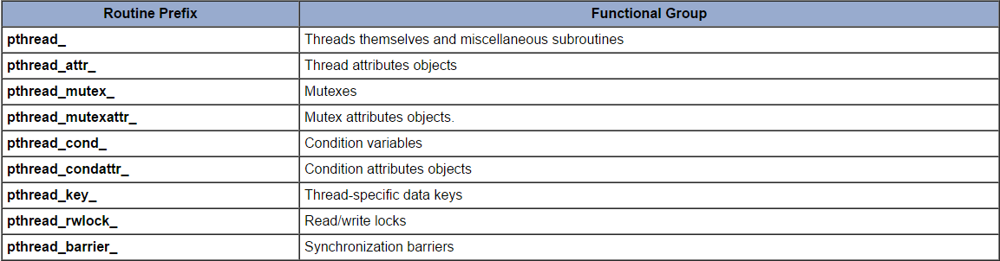 Routine Prefix Functional Group
pthread_ Threads themselves and miscellaneous subroutines
pthread_attr_ Thread attributes objects
pthread_mutex_ Mutexes
pthread_mutexattr_ Mutex attributes objects.
pthread_cond_ Condition variables
pthread_condattr_ Condition attributes objects
pthread_key_ Thread-specific data keys
pthread_rwlock_ Read/write locks
pthread_barrier_ Synchronization barriers